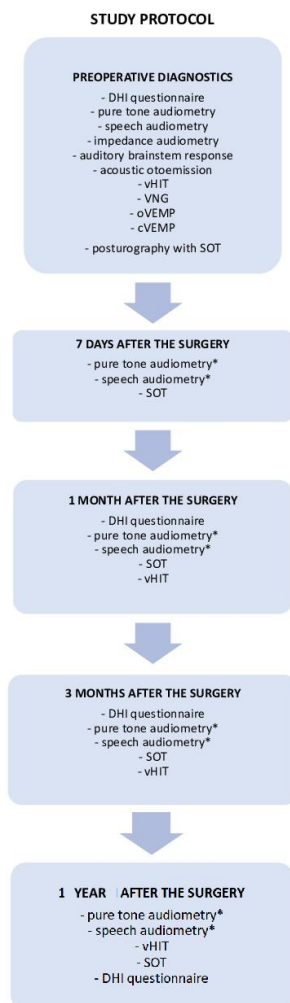 STUDY PROTOCOL
PREOPERATIVE DIAGNOSTICS
- DHI questionnaire
- pure tone audiometry
- speech audiometry
- impedance audiometry
- auditory brainstem response
- acoustic otoemission
- vHIT
- VNG
- oVEMP
- cVEMP
- posturography with SOT
7 DAYS AFTER THE SURGERY
- pure tone audiometry*
- speech audiometry*
- SOT
1 MONTH AFTER THE SURGERY
- DHI questionnaire
- pure tone audiometry*
- speech audiometry*
- SOT
- vHIT
3 MONTHS AFTER THE SURGERY
- DHI questionnaire
- pure tone audiometry*
- speech audiometry*
- SOT
- vHIT
1 YEAR AFTER THE SURGERY
- pure tone audiometry*
- speech audiometry*
- vHIT
- SOT
- DHI questionnaire